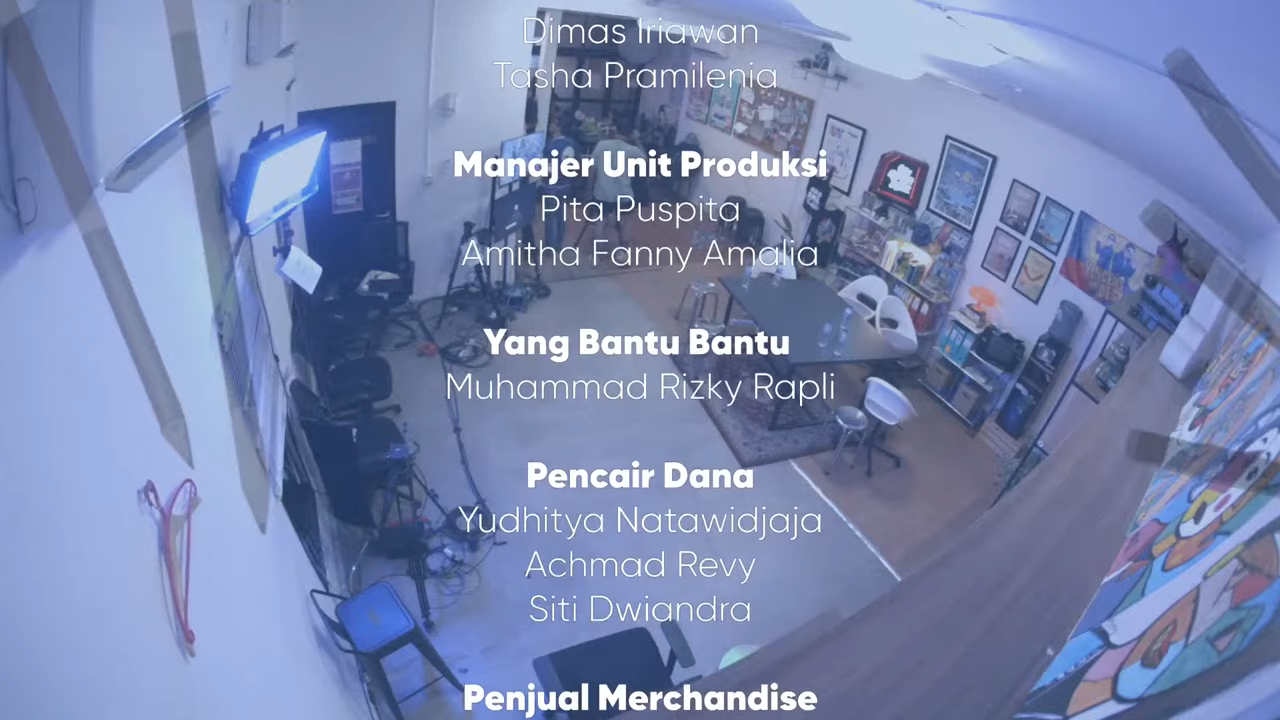 Dimas Iriawan
Tasha Pramilenia
Manajer Unit Produksi
Pita Puspita
Amitha Fanny Amalia
Yang Bantu Bantu
Muhammad Rizky Rapli
Pencair Dana
Yudhitya Natawidjaja
Achmad Revy
Siti Dwiandra
Penjual Merchandise